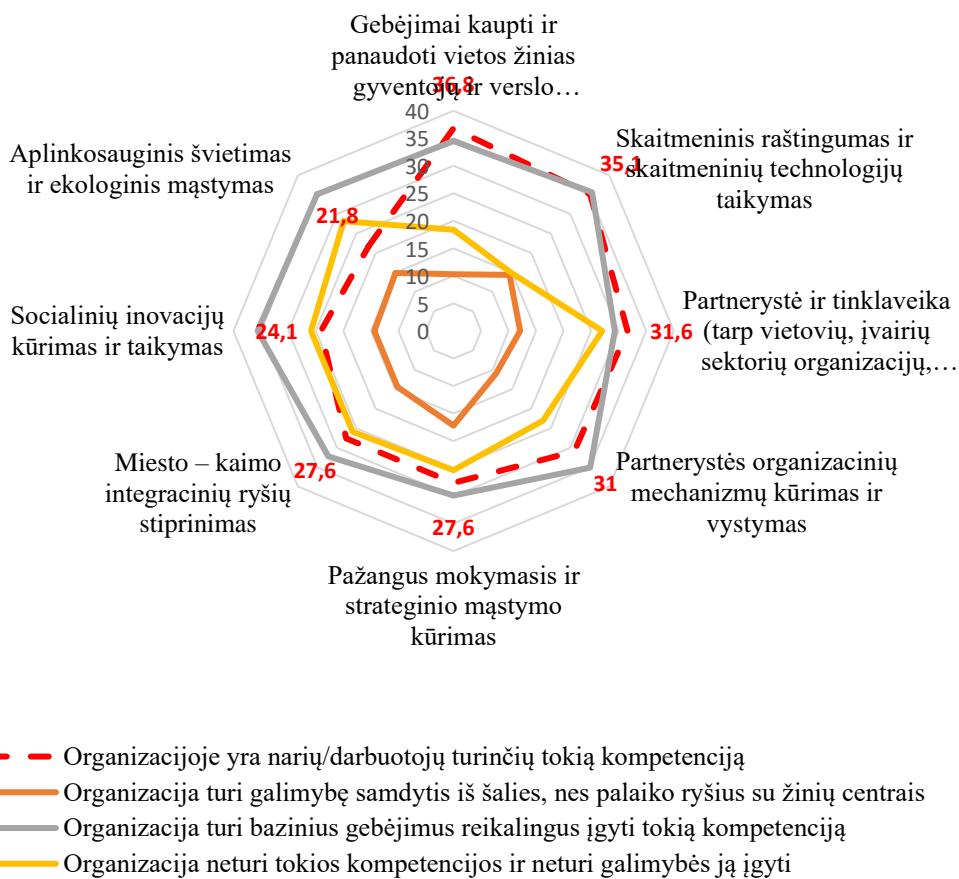 Gebėjimai kaupti ir
panaudoti vietos žinias
gyventojų ir verslo…
36,8
40
35
30
25
20
15
10
5
0
Skaitmeninis raštingumas ir
skaitmeninių technologijų
taikymas
35,1
Partnerystė ir tinklaveika
(tarp vietovių, įvairių
sektorių organizacijų,…
31,6
Partnerystės organizacinių
mechanizmų kūrimas ir
vystymas
31
Pažangus mokymasis ir
strateginio mąstymo
kūrimas
27,6
Miesto – kaimo
integracinių ryšių
stiprinimas
27,6
Socialinių inovacijų
kūrimas ir taikymas
24,1
Aplinkosauginis švietimas
ir ekologinis mąstymas
21,8
Organizacijoje yra narių/darbuotojų turinčių tokią kompetenciją
Organizacija turi galimybę samdytis iš šalies, nes palaiko ryšius su žinių centrais
Organizacija turi bazinius gebėjimus reikalingus įgyti tokią kompetenciją
Organizacija neturi tokios kompetencijos ir neturi galimybės ją įgyti